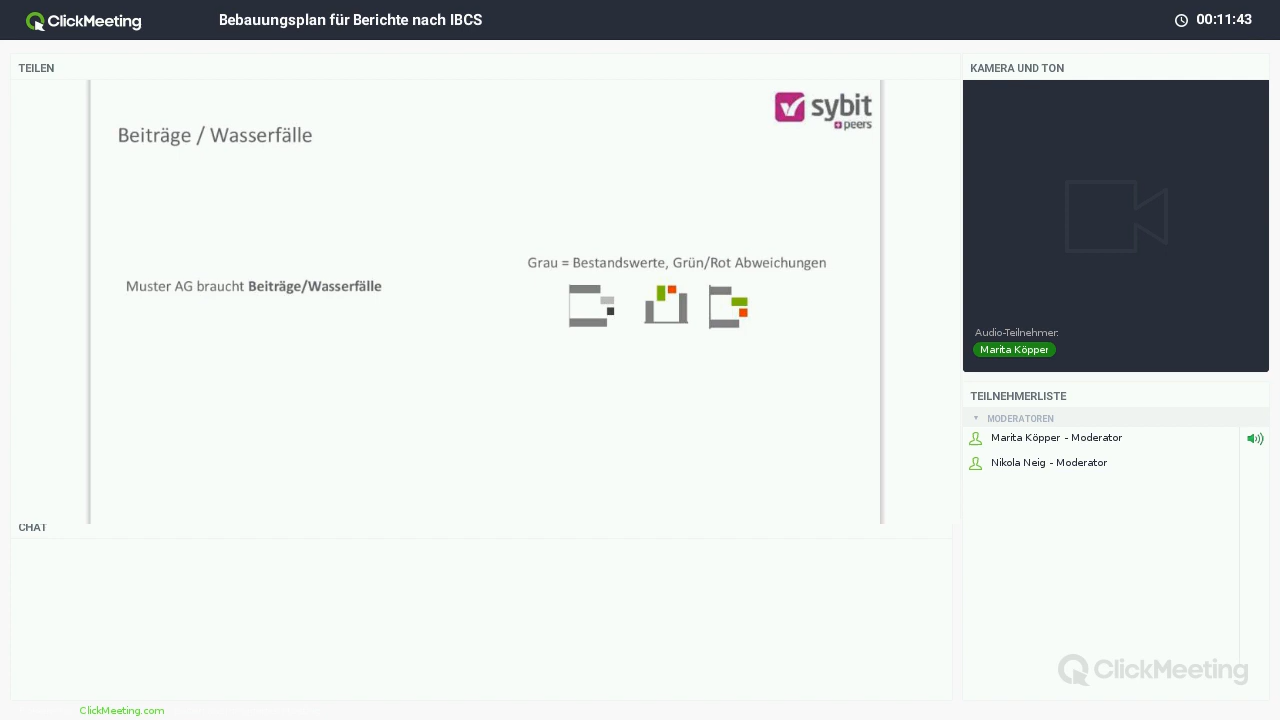 ClickMeeting
Bebauungsplan für Berichte nach IBCS
00:11:43
TEILEN
sybit
peers
Beiträge / Wasserfälle
Grau = Bestandswerte, Grün/Rot Abweichungen
Muster AG braucht Beiträge/Wasserfälle
CHAT
ClickMeeting.com
KAMERA UND TON
Audio-Teilnehmer:
Marita Köpper
TEILNEHMERLISTE
MODERATOREN
Marita Köpper - Moderator
Nikola Neig - Moderator
ClickMeeting